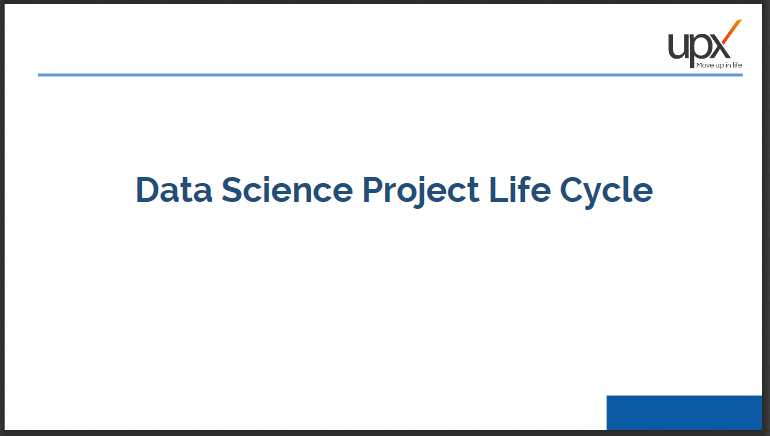 upx
Move up in life
Data Science Project Life Cycle